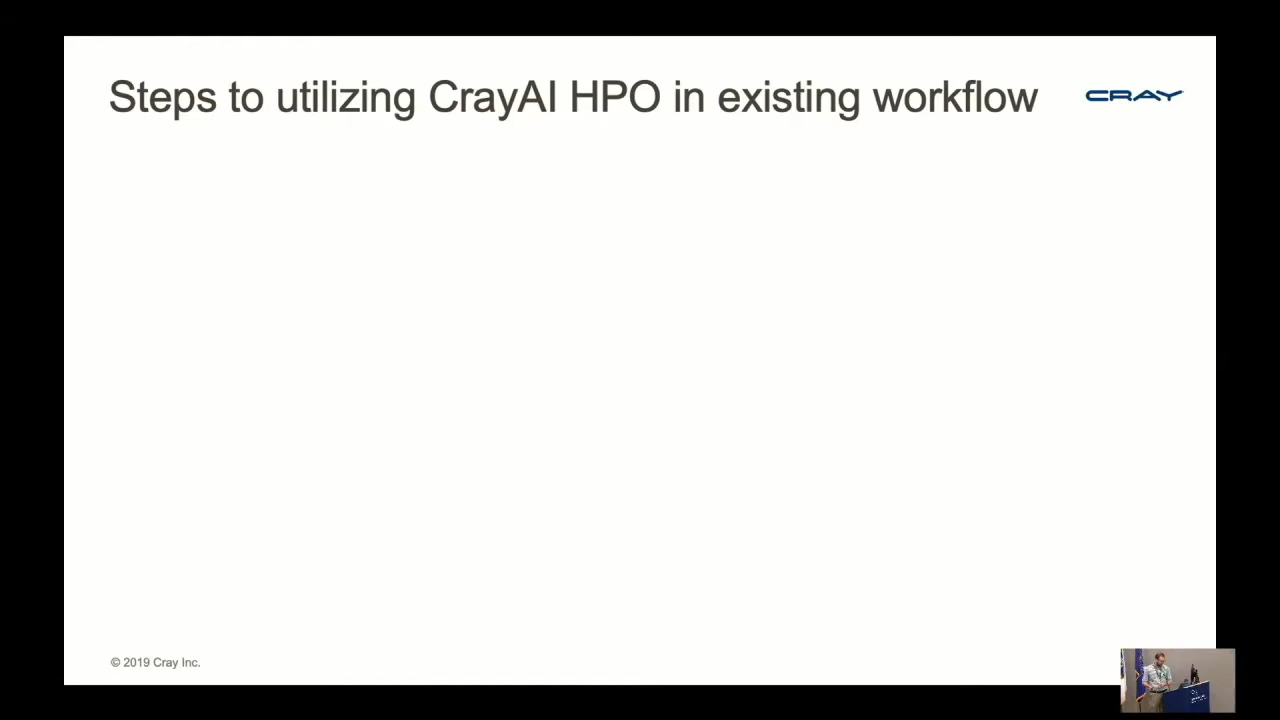 Steps to utilizing CrayAI HPO in existing workflow
CRAY
© 2019 Cray Inc.